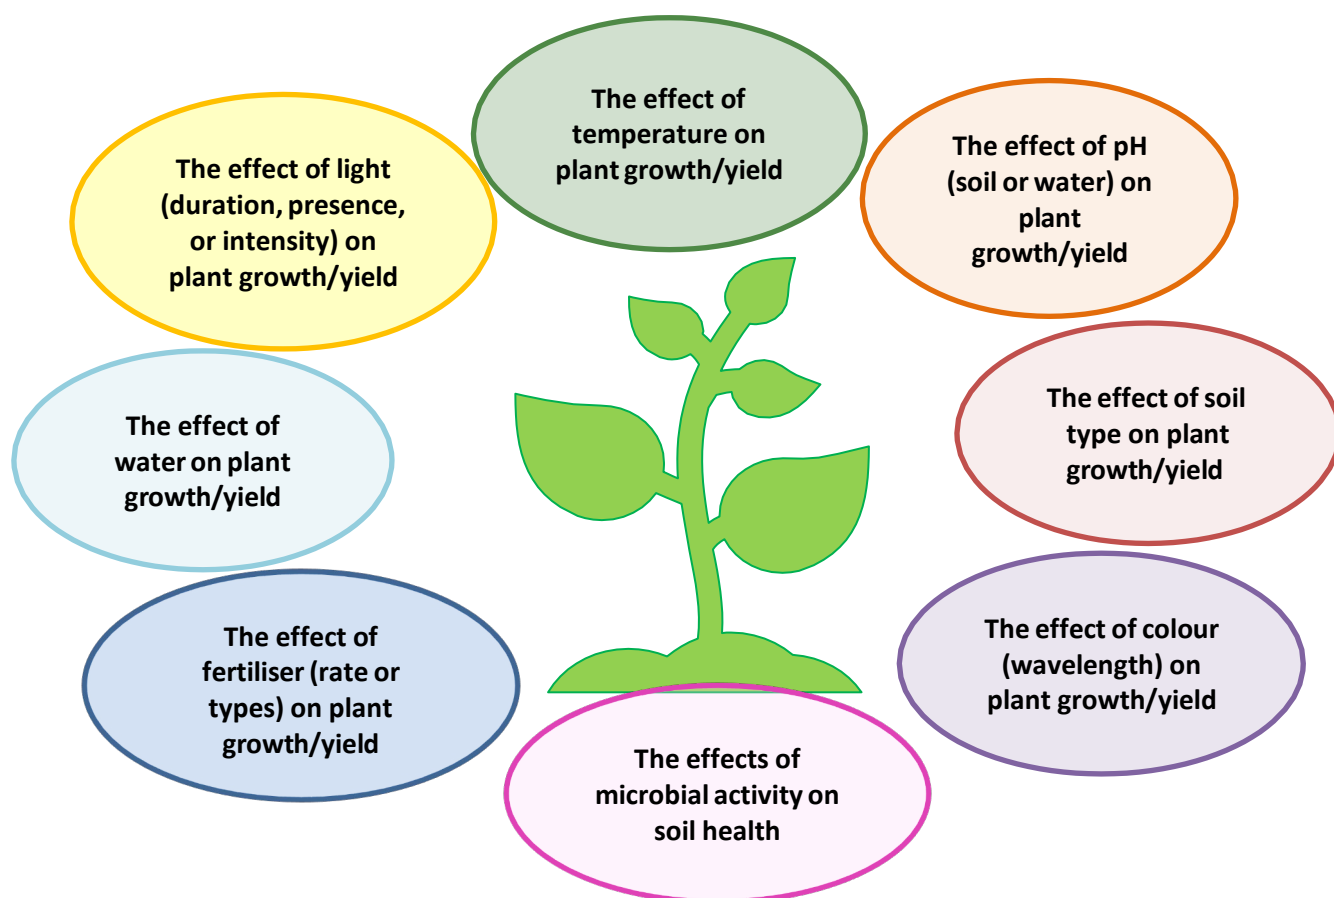 The effect of
temperature on
plant growth/yield
The effect of light
(duration, presence,
or intensity) on
plant growth/yield
The effect of pH
(soil or water) on
plant
growth/yield
The effect of
water on plant
growth/yield
The effect of soil
type on plant
growth/yield
The effect of
fertiliser (rate or
types) on plant
growth/yield
The effect of colour
(wavelength) on
plant growth/yield
The effects of
microbial activity on
soil health